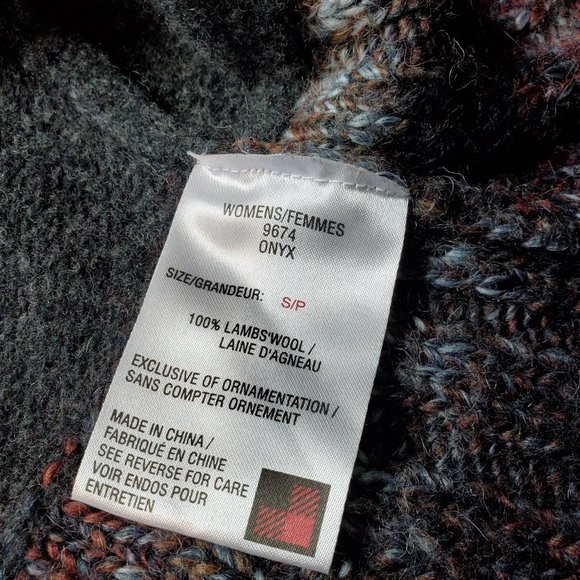 WOMENS/FEMMES
9674
ONYX
SIZE/GRANDEUR: S/P
100% LAMBS'WOOL /
LAINE D'AGNEAU
EXCLUSIVE OF ORNAMENTATION /
SANS COMPTER ORNEMENT
MADE IN CHINA /
FABRIQUÉ EN CHINE
SEE REVERSE FOR CARE
VOIR ENDOS POUR
ENTRETIEN